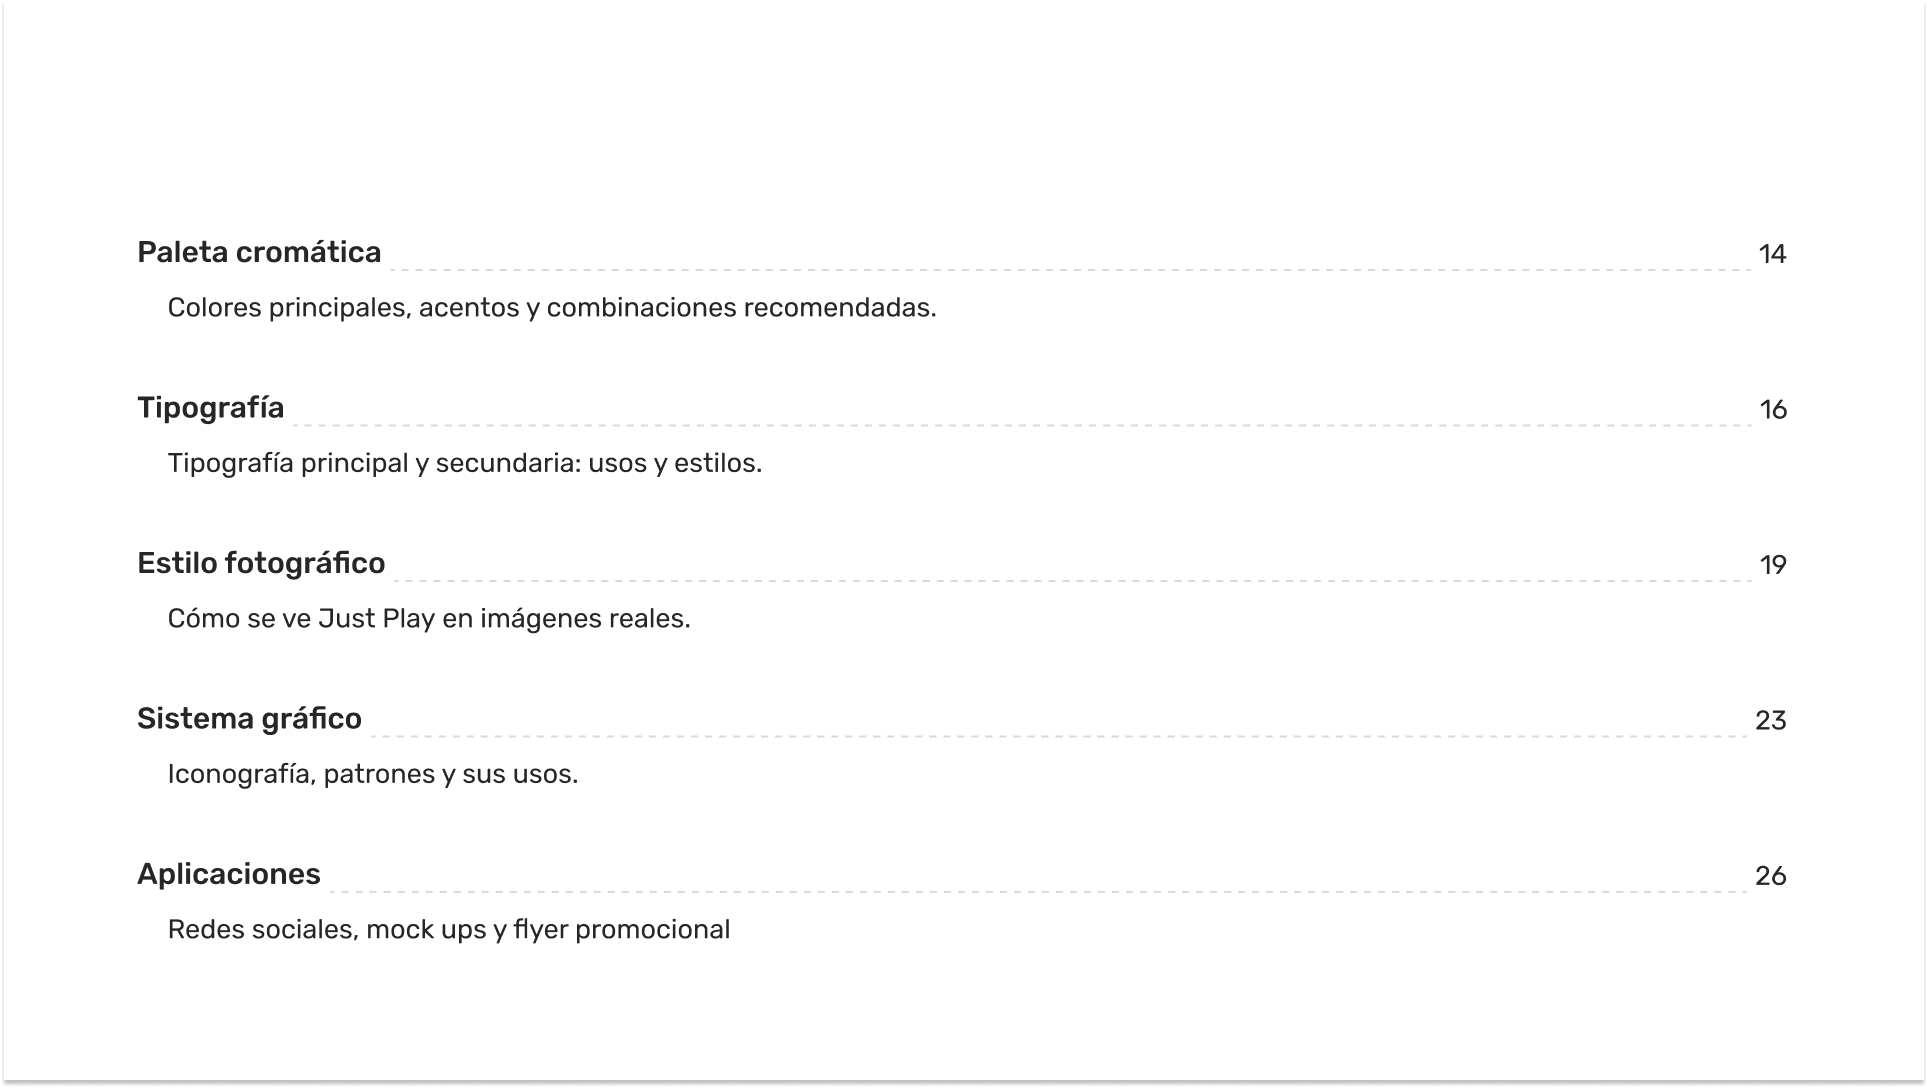 Paleta cromática 14
Colores principales, acentos y combinaciones recomendadas.
Tipografía 16
Tipografía principal y secundaria: usos y estilos.
Estilo fotográfico 19
Cómo se ve Just Play en imágenes reales.
Sistema gráfico 23
Iconografía, patrones y sus usos.
Aplicaciones 26
Redes sociales, mock ups y flyer promocional